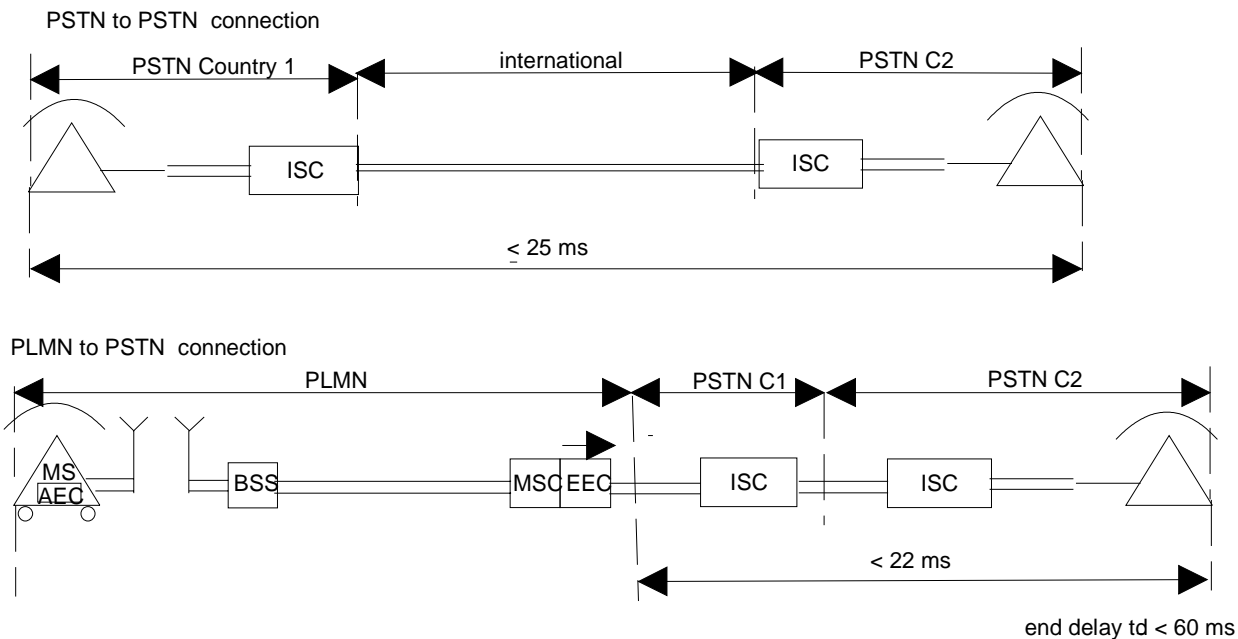 PSTN to PSTN connection
PSTN Country 1
international
PSTN C2
ISC
ISC
< 25 ms
PLMN to PSTN connection
PLMN
PSTN C1
PSTN C2
MS
AEC
BSS
MSC
EEC
ISC
ISC
< 22 ms
end delay td < 60 ms